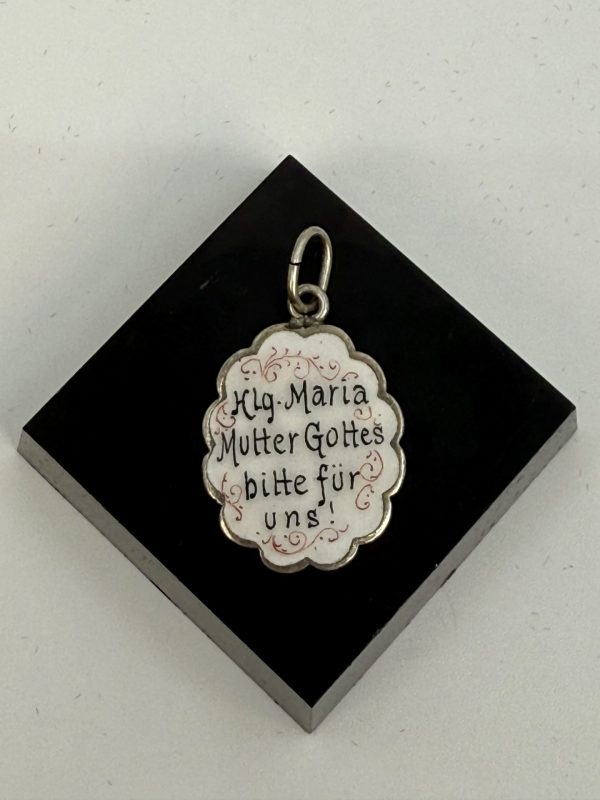 Hlg. Maria
Mutter Gottes
bitte für
uns!